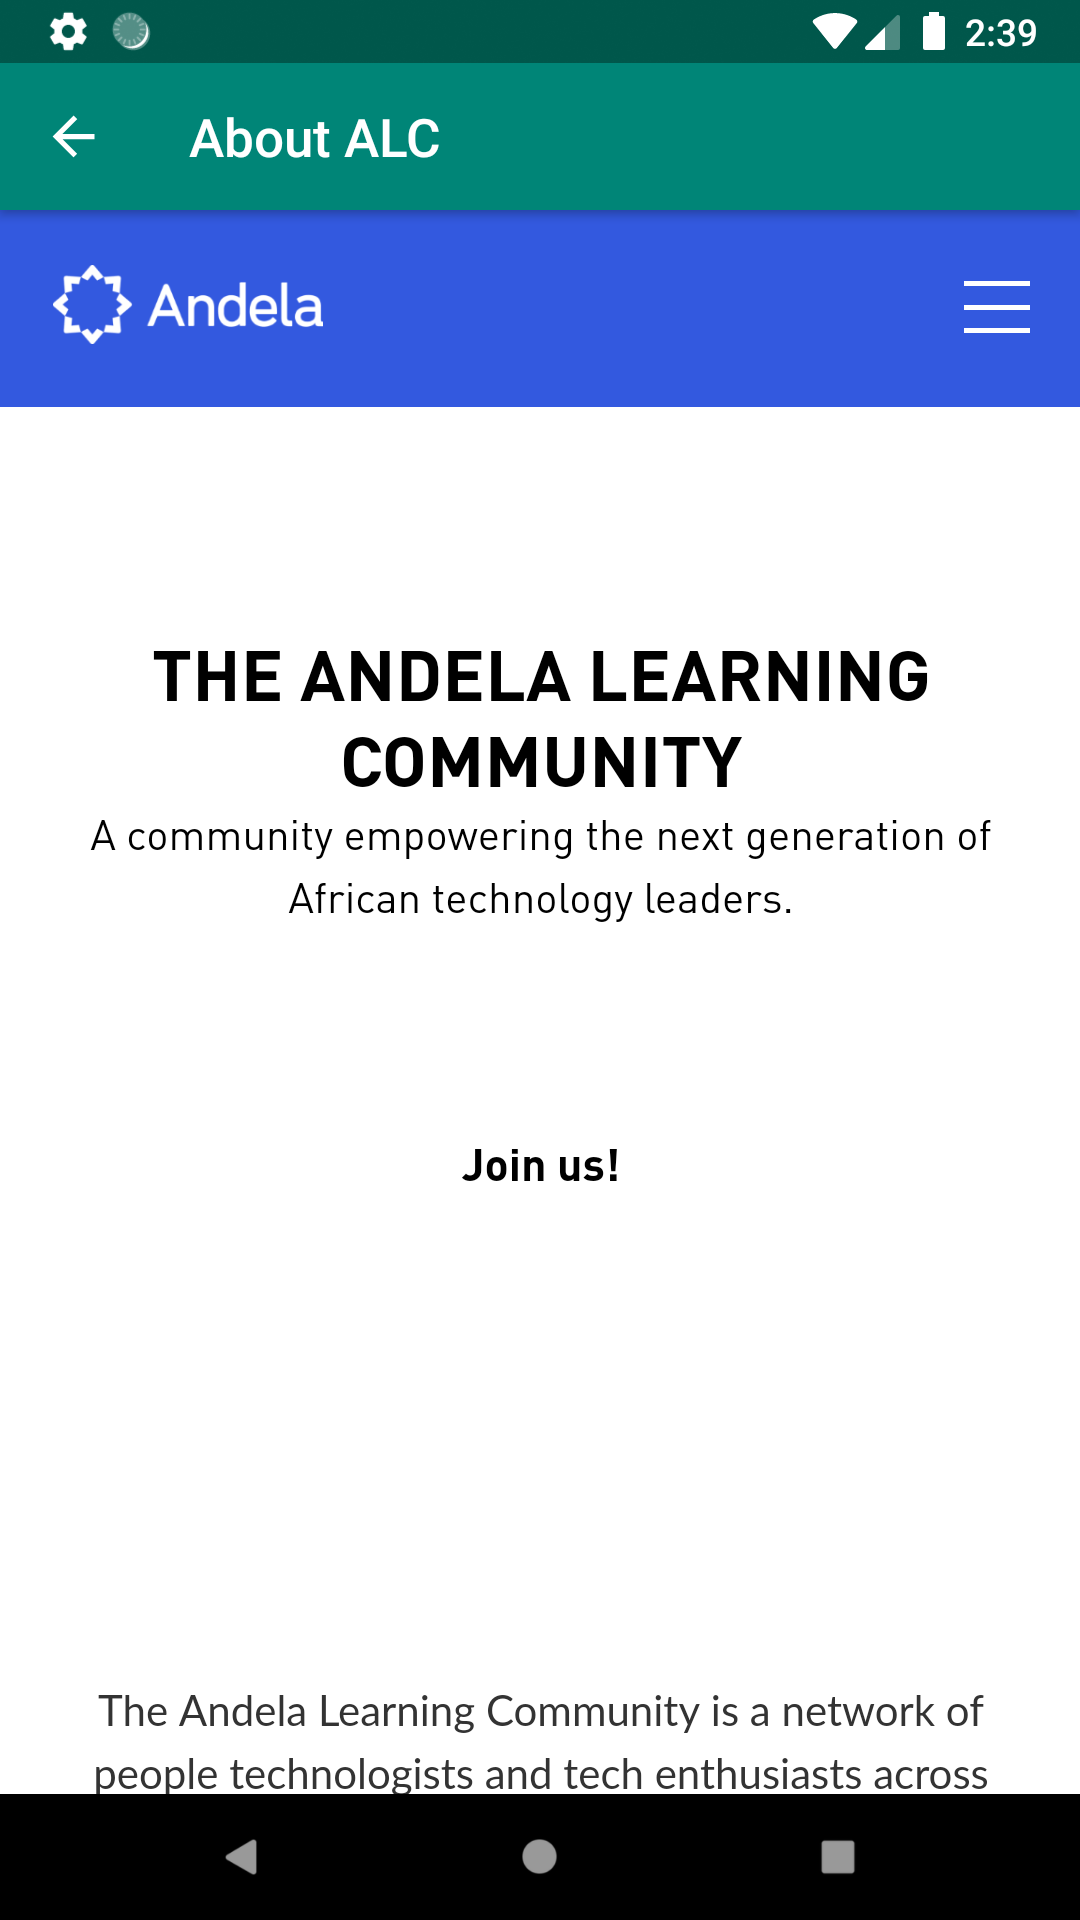 2:39
About ALC
Andela
THE ANDELA LEARNING
COMMUNITY
A community empowering the next generation of
African technology leaders.
Join us!
The Andela Learning Community is a network of
people technologists and tech enthusiasts across